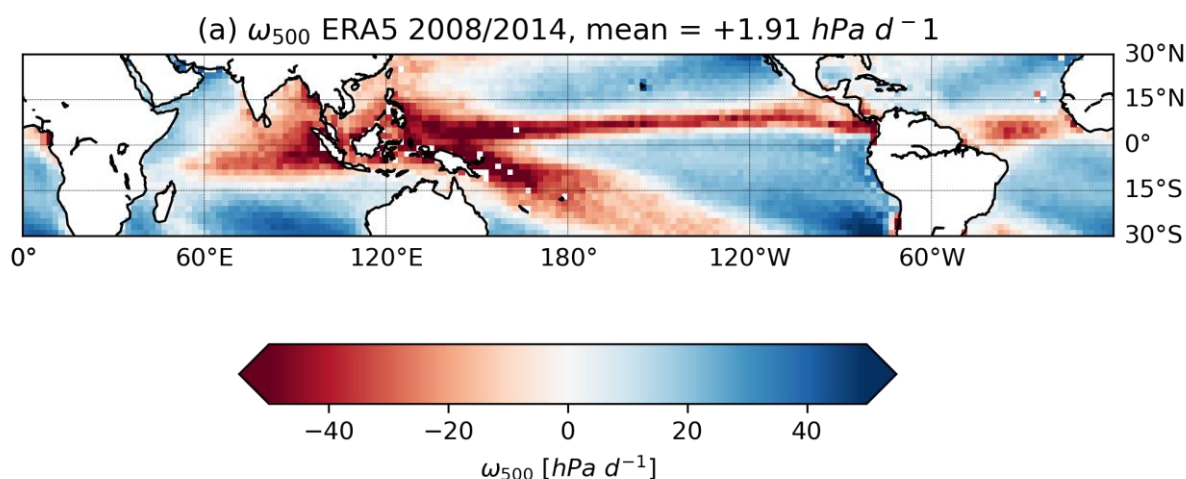 (a) ω500 ERA5 2008/2014, mean = +1.91 hPa d⁻1
30°N
15°N
0°
15°S
30°S
0° 60°E 120°E 180° 120°W 60°W
−40 −20 0 20 40
ω500 [hPa d⁻¹]